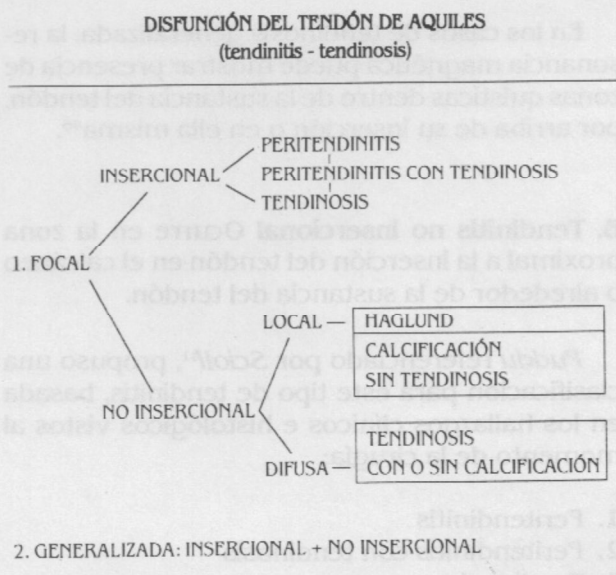 DISFUNCIÓN DEL TENDÓN DE AQUILES
(tendinitis - tendinosis)
PERITENDINITIS
INSERCIONAL
PERITENDINITIS CON TENDINOSIS
TENDINOSIS
1. FOCAL
LOCAL
HAGLUND
CALCIFICACIÓN
SIN TENDINOSIS
NO INSERCIONAL
TENDINOSIS
DIFUSA
CON O SIN CALCIFICACIÓN
2. GENERALIZADA: INSERCIONAL + NO INSERCIONAL